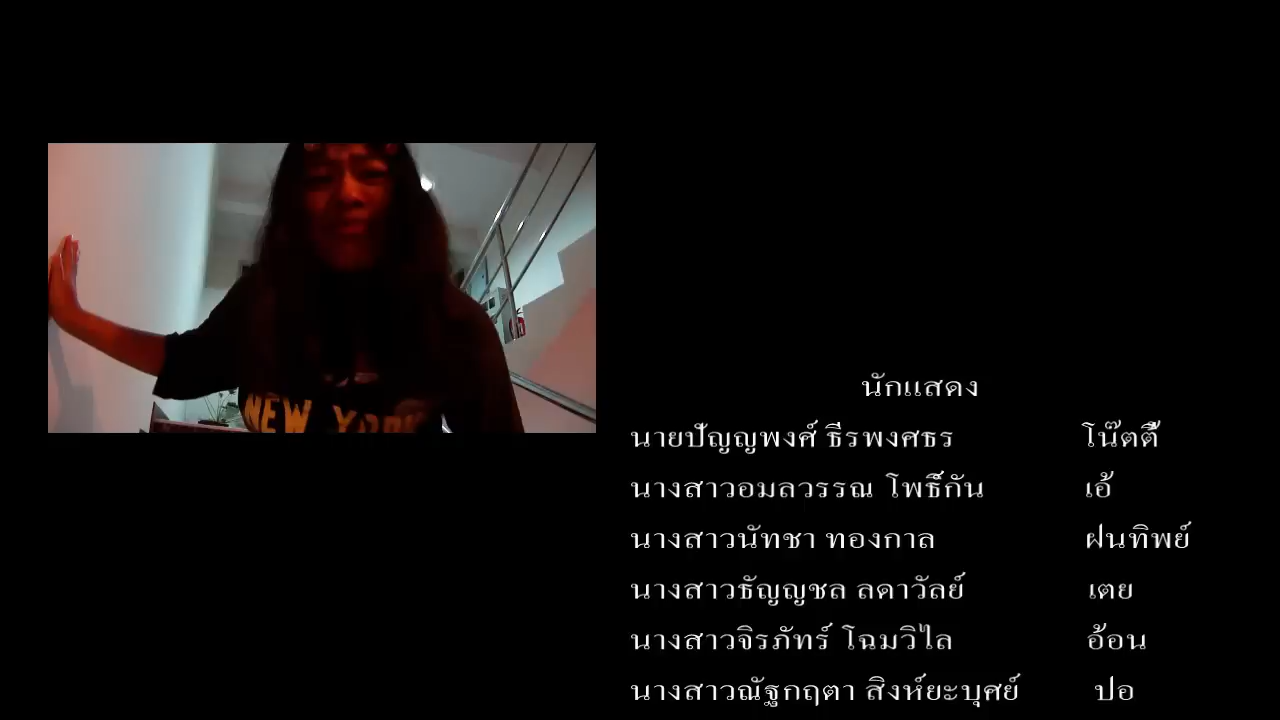 NEW YORK
นักแสดง
นายปัญญพงศ์ ธีรพงศธร โน๊ตตี้
นางสาวอมลวรรณ โพธิ์กัน เอ้
นางสาวนัทชา ทองกาล ฝนทิพย์
นางสาวธัญญชล ลดาวัลย์ เตย
นางสาวจิรภัทร์ โฉมวิไล อ้อน
นางสาวณัฐกฤตา สิงห์ยะบุศย์ ปอ